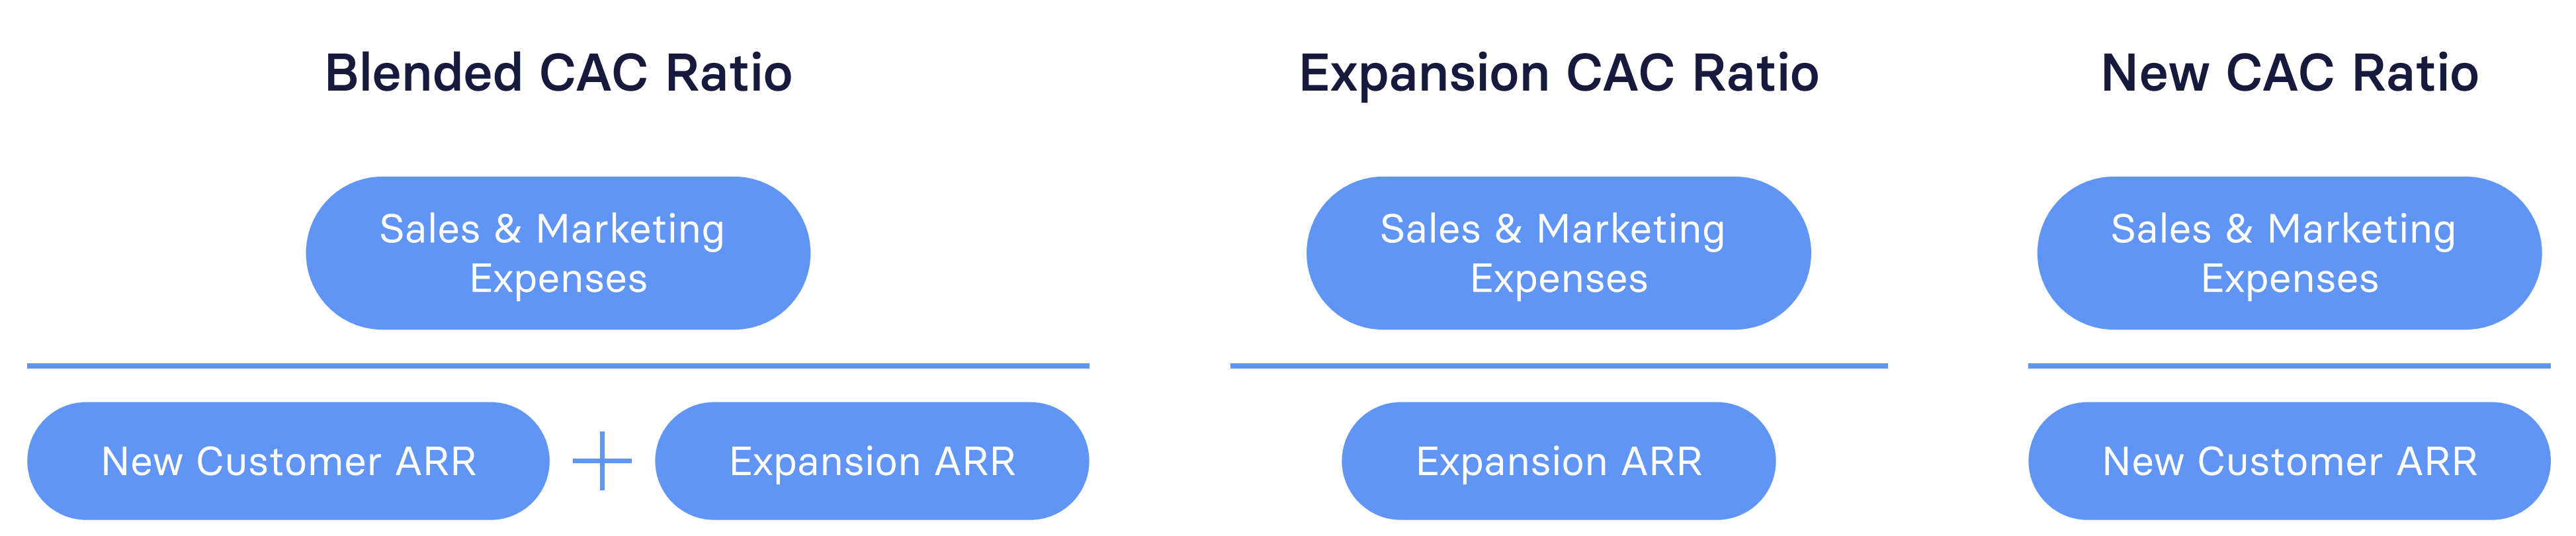 Blended CAC Ratio
Sales & Marketing
Expenses
New Customer ARR + Expansion ARR
Expansion CAC Ratio
Sales & Marketing
Expenses
Expansion ARR
New CAC Ratio
Sales & Marketing
Expenses
New Customer ARR